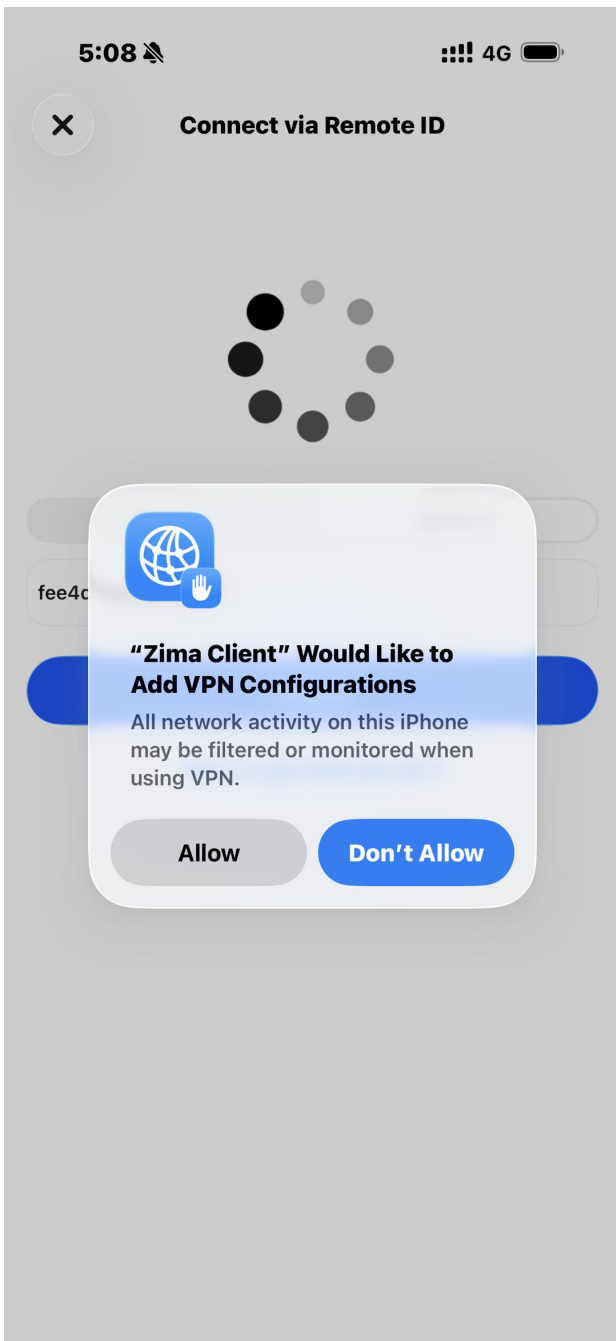 5:08
4G
Connect via Remote ID
“Zima Client” Would Like to
Add VPN Configurations
All network activity on this iPhone
may be filtered or monitored when
using VPN.
Allow
Don’t Allow